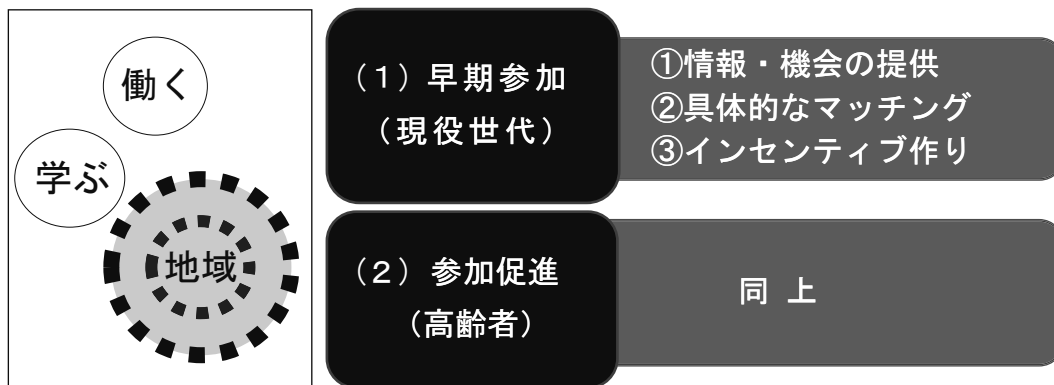 働く
学ぶ
地域
（１）早期参加
（現役世代）
①情報・機会の提供
②具体的なマッチング
③インセンティブ作り
（２）参加促進
（高齢者）
同 上